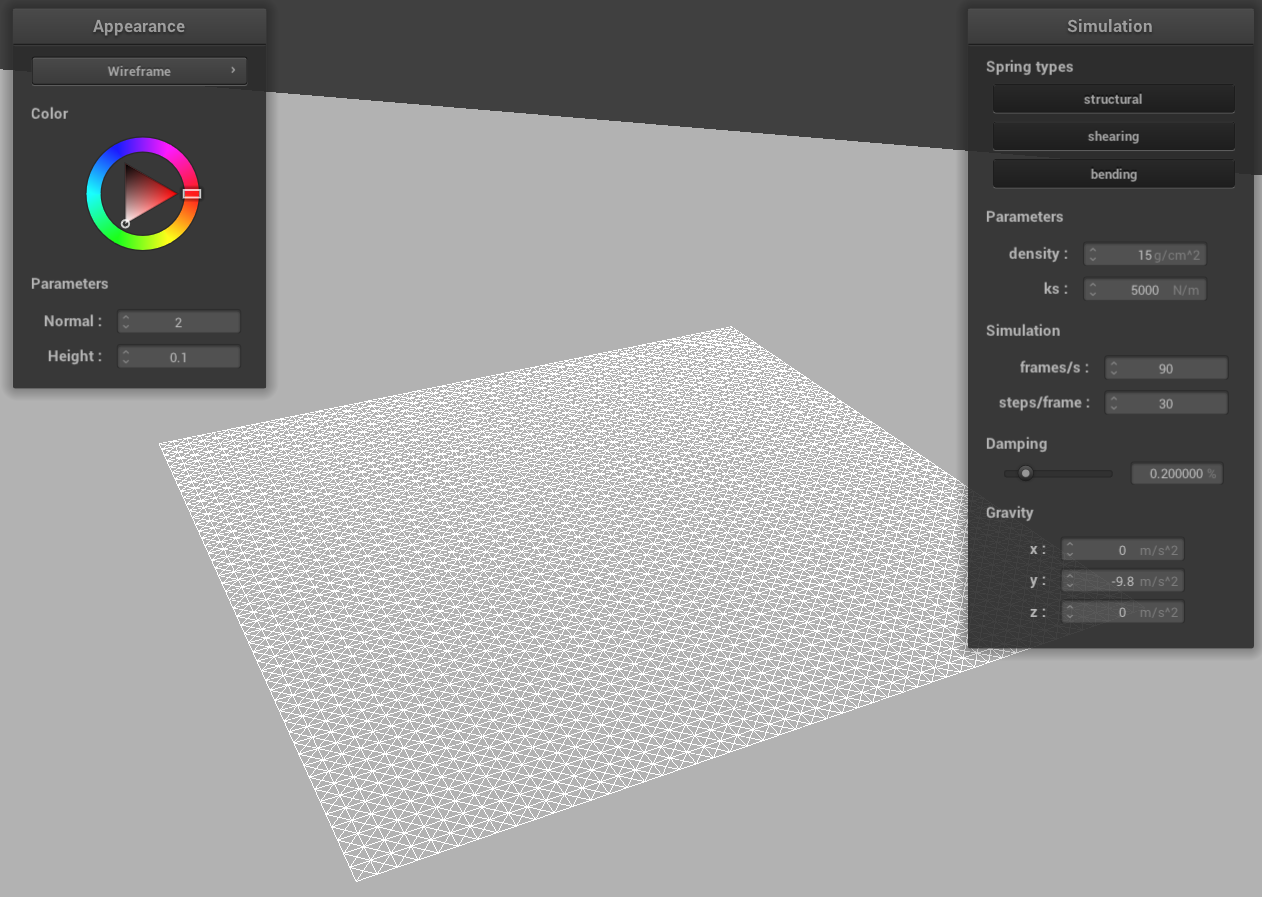 Appearance
Wireframe
Color
Parameters
Normal : 2
Height : 0.1
Simulation
Spring types
structural
shearing
bending
Parameters
density : 15 g/cm^2
ks : 5000 N/m
Simulation
frames/s : 90
steps/frame : 30
Damping
0.200000 %
Gravity
x : 0 m/s^2
y : -9.8 m/s^2
z : 0 m/s^2